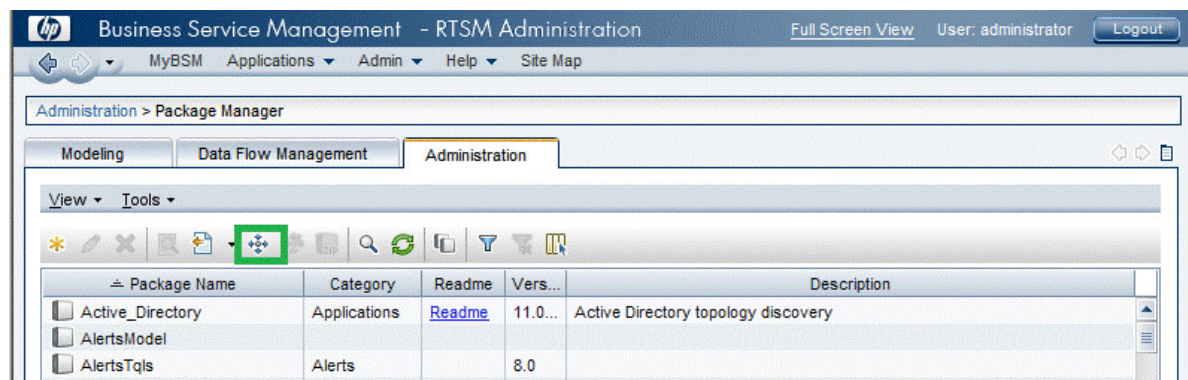 hp Business Service Management – RTSM Administration Full Screen View User: administrator Logout
MyBSM Applications Admin Help Site Map
Administration > Package Manager
Modeling Data Flow Management Administration
View Tools
Package Name Category Readme Vers... Description
Active_Directory Applications Readme 11.0... Active Directory topology discovery
AlertsModel
AlertsTqls Alerts 8.0